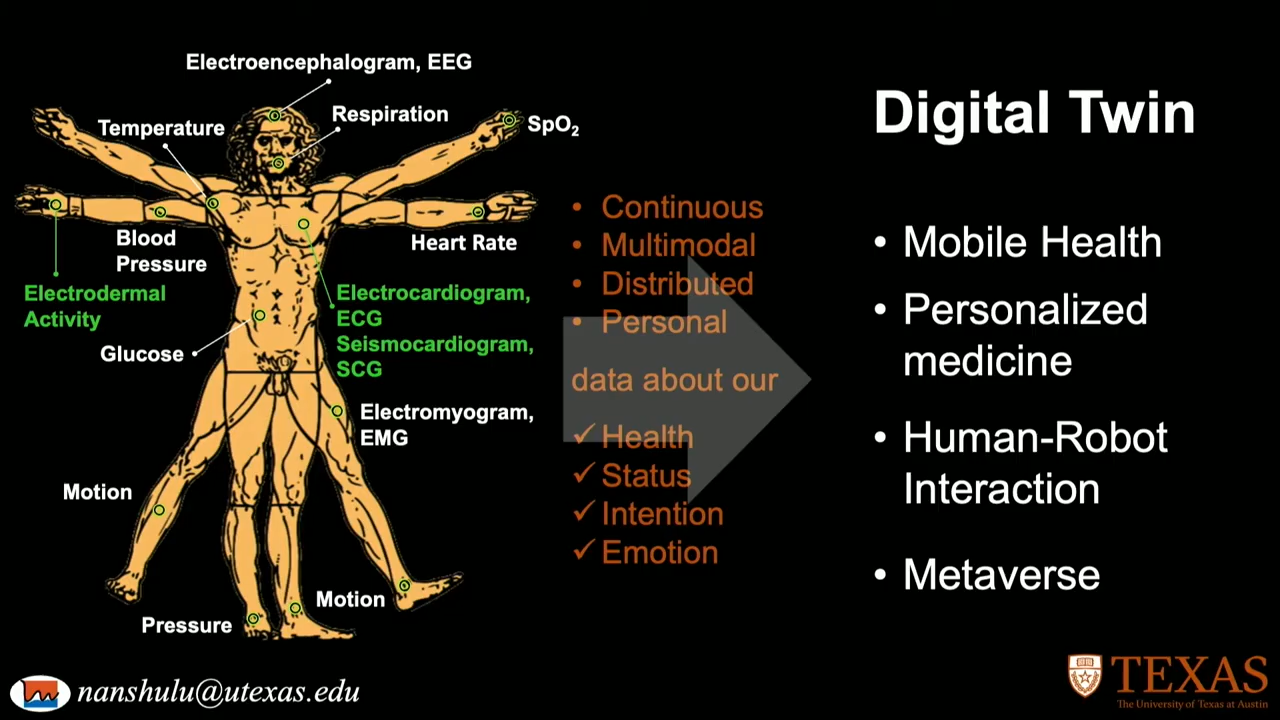 Electroencephalogram, EEG
Respiration
Temperature
SpO₂
Blood
Pressure
Heart Rate
Electrodermal
Activity
Electrocardiogram,
ECG
Seismocardiogram,
SCG
Glucose
Electromyogram,
EMG
Motion
Motion
Pressure
• Continuous
• Multimodal
• Distributed
• Personal
data about our
✓ Health
✓ Status
✓ Intention
✓ Emotion
Digital Twin
• Mobile Health
• Personalized
medicine
• Human-Robot
Interaction
• Metaverse
nanshulu@utexas.edu
TEXAS
The University of Texas at Austin